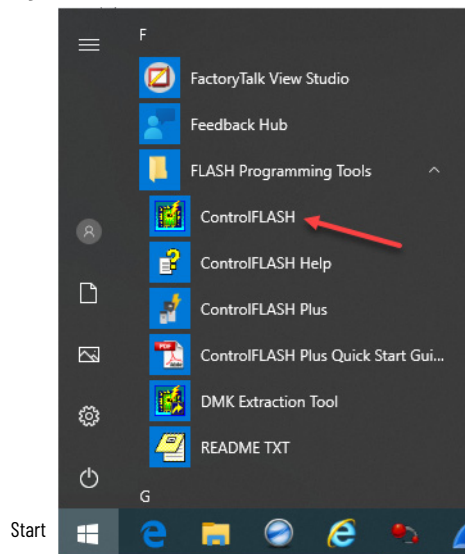 F
FactoryTalk View Studio
Feedback Hub
FLASH Programming Tools
ControlFLASH
ControlFLASH Help
ControlFLASH Plus
ControlFLASH Plus Quick Start Gui...
DMK Extraction Tool
README TXT
G
Start